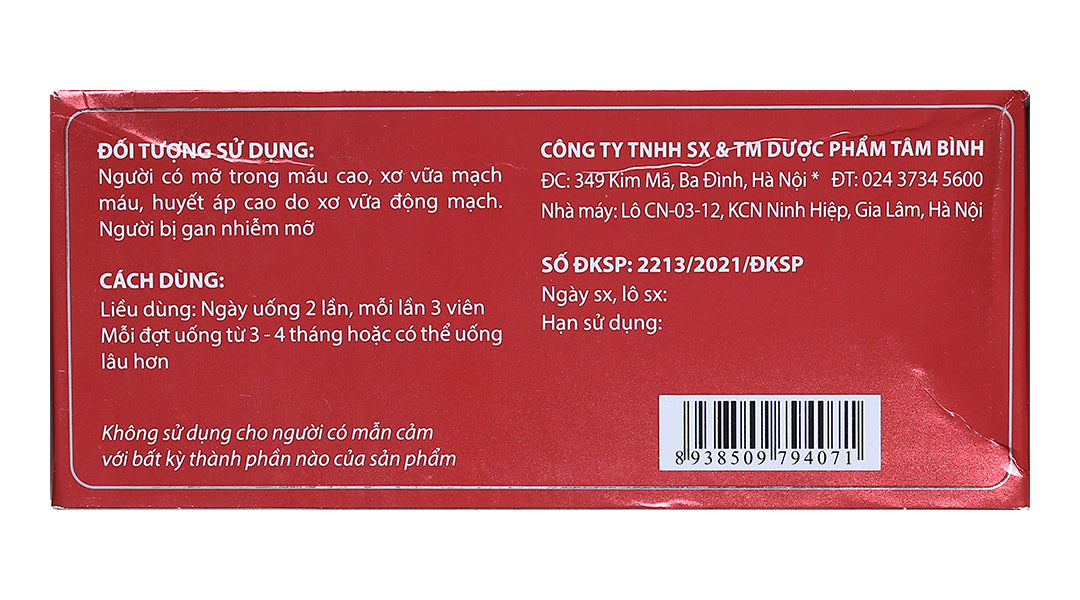 ĐỐI TƯỢNG SỬ DỤNG:
Người có mỡ trong máu cao, xơ vữa mạch
máu, huyết áp cao do xơ vữa động mạch.
Người bị gan nhiễm mỡ
CÁCH DÙNG:
Liều dùng: Ngày uống 2 lần, mỗi lần 3 viên
Mỗi đợt uống từ 3 - 4 tháng hoặc có thể uống
lâu hơn
Không sử dụng cho người có mẫn cảm
với bất kỳ thành phần nào của sản phẩm
CÔNG TY TNHH SX & TM DƯỢC PHẨM TÂM BÌNH
ĐC: 349 Kim Mã, Ba Đình, Hà Nội * ĐT: 024 3734 5600
Nhà máy: Lô CN-03-12, KCN Ninh Hiệp, Gia Lâm, Hà Nội
SỐ ĐKSP: 2213/2021/ĐKSP
Ngày sx, lô sx:
Hạn sử dụng:
8 938509 794071